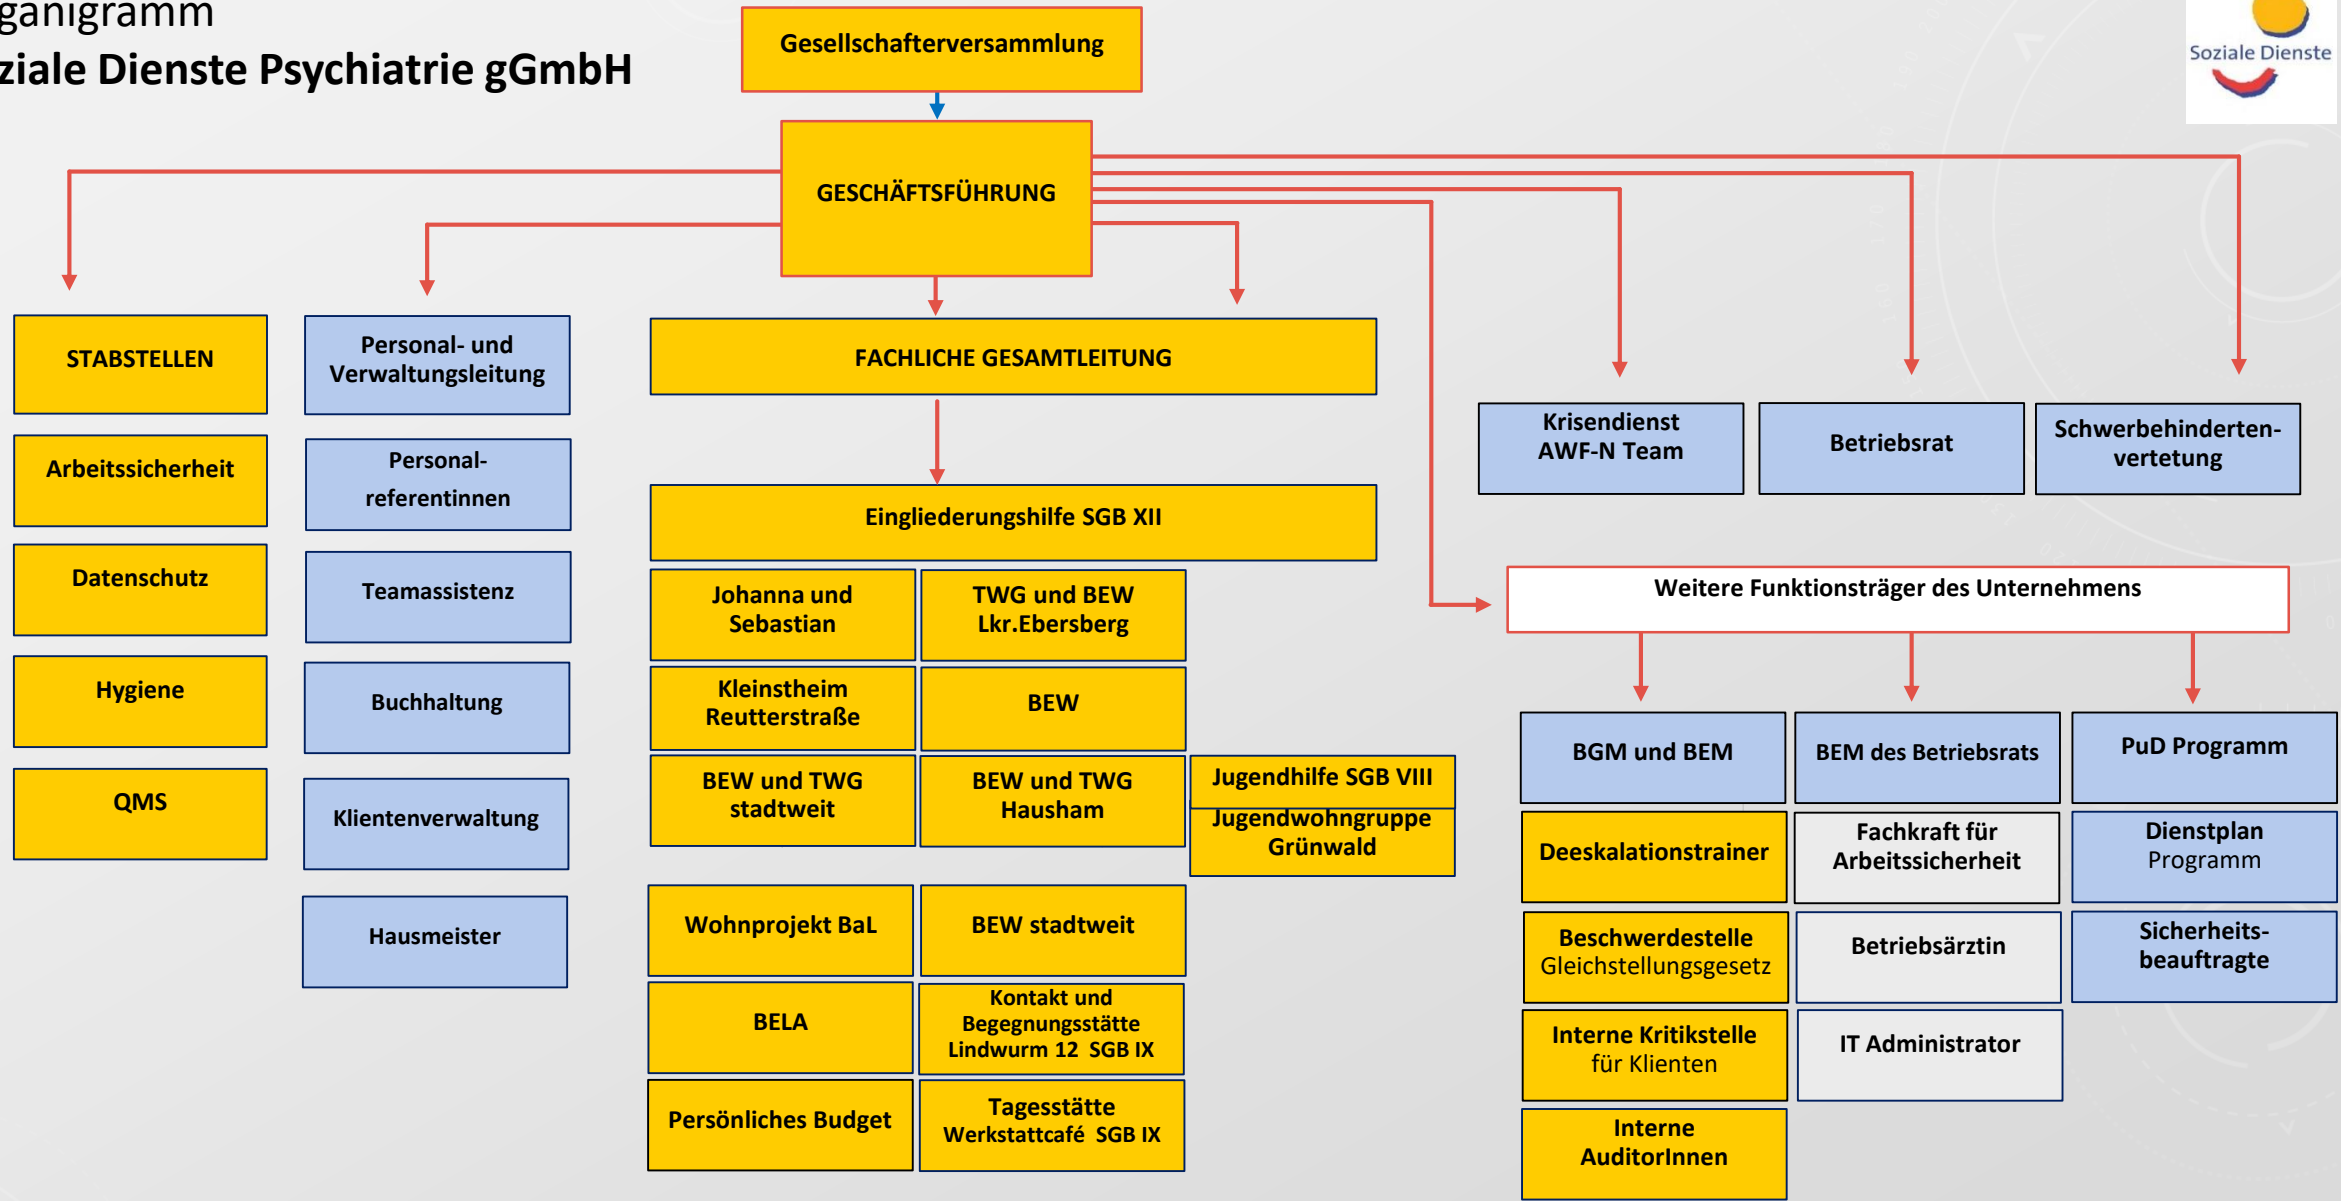 ganigramm
ziale Dienste Psychiatrie gGmbH
Soziale Dienste
Gesellschafterversammlung
GESCHÄFTSFÜHRUNG
STABSTELLEN
Arbeitssicherheit
Datenschutz
Hygiene
QMS
Personal- und
Verwaltungsleitung
Personal-
referentinnen
Teamassistenz
Buchhaltung
Klientenverwaltung
Hausmeister
FACHLICHE GESAMTLEITUNG
Eingliederungshilfe SGB XII
Johanna und
Sebastian
TWG und BEW
Lkr.Ebersberg
Kleinstheim
Reutterstraße
BEW
BEW und TWG
stadtweit
BEW und TWG
Hausham
Jugendhilfe SGB VIII
Jugendwohngruppe
Grünwald
Wohnprojekt BaL
BEW stadtweit
BELA
Kontakt und
Begegnungsstätte
Lindwurm 12 SGB IX
Persönliches Budget
Tagesstätte
Werkstattcafé SGB IX
Krisendienst
AWF-N Team
Betriebsrat
Schwerbehinderten-
vertetung
Weitere Funktionsträger des Unternehmens
BGM und BEM
Deeskalationstrainer
Beschwerdestelle
Gleichstellungsgesetz
Interne Kritikstelle
für Klienten
Interne
AuditorInnen
BEM des Betriebsrats
Fachkraft für
Arbeitssicherheit
Betriebsärztin
IT Administrator
PuD Programm
Dienstplan
Programm
Sicherheits-
beauftragte